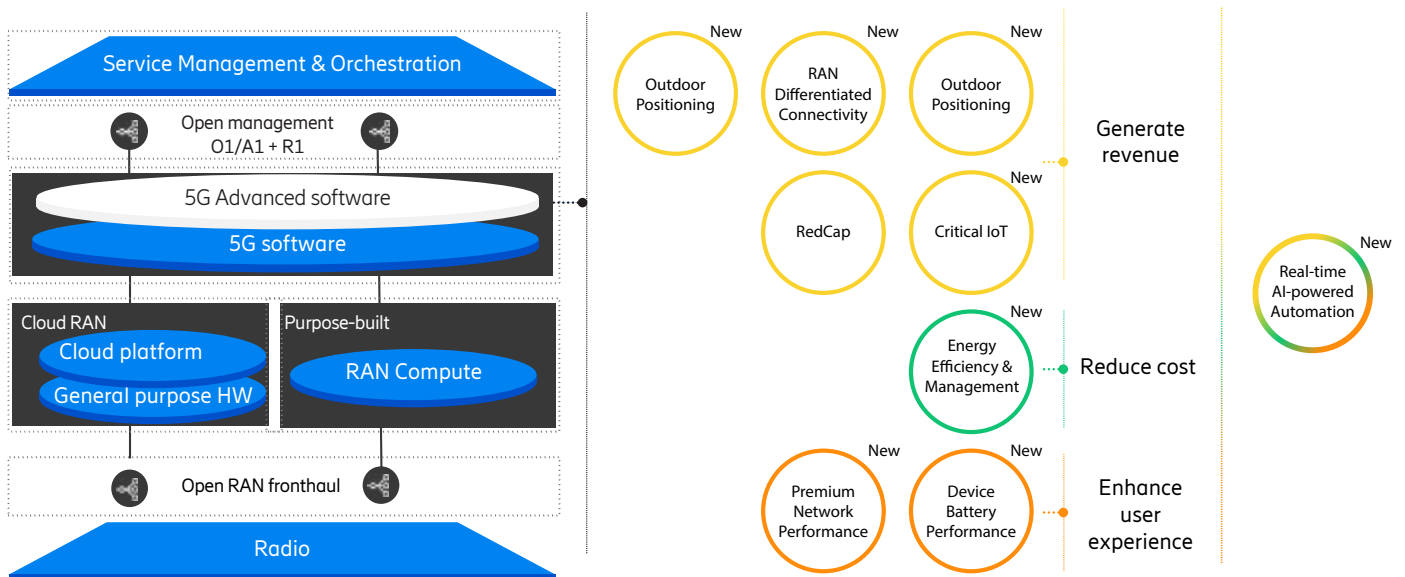 Service Management & Orchestration
Open management
O1/A1 + R1
5G Advanced software
5G software
Cloud RAN
Cloud platform
General purpose HW
Purpose-built
RAN Compute
Open RAN fronthaul
Radio
New
Outdoor
Positioning
New
RAN
Differentiated
Connectivity
New
Outdoor
Positioning
Generate
revenue
RedCap
New
Critical IoT
New
Energy
Efficiency &
Management
Reduce cost
New
Premium
Network
Performance
New
Device
Battery
Performance
Enhance
user
experience
New
Real-time
AI-powered
Automation